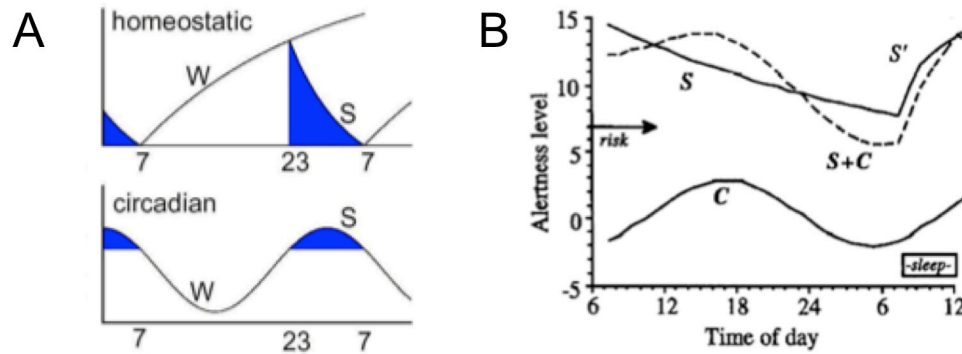 A
homeostatic
W
S
7
23
7
circadian
S
W
7
23
7
B
Alertness level
15
10
5
0
-5
S
S'
risk
S+C
C
-sleep-
6
12
18
24
6
12
Time of day